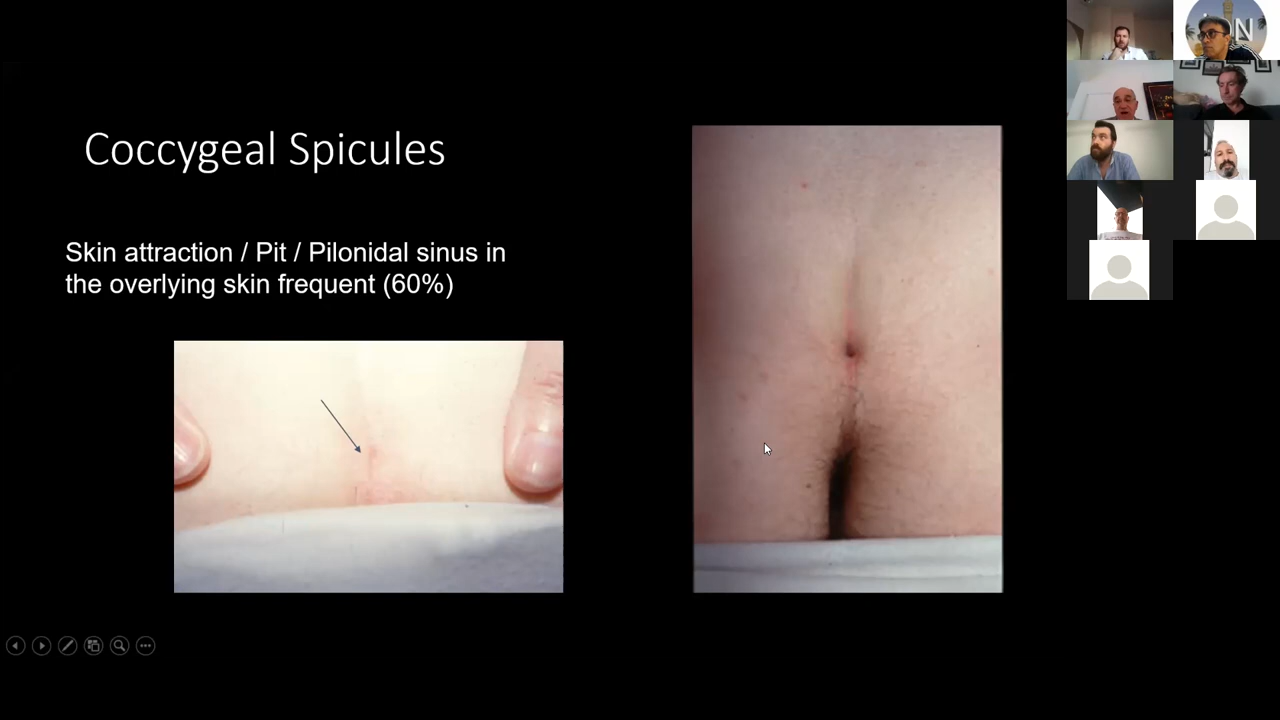 Coccygeal Spicules
Skin attraction / Pit / Pilonidal sinus in
the overlying skin frequent (60%)